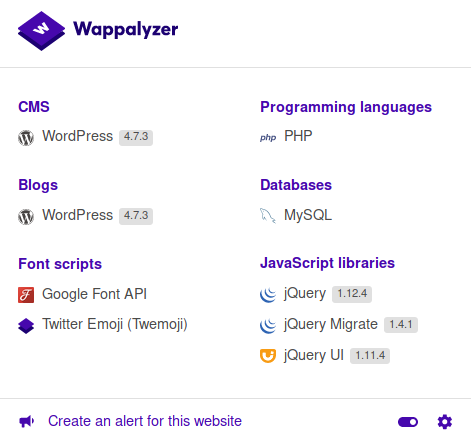 Wappalyzer
CMS
WordPress 4.7.3
Blogs
WordPress 4.7.3
Font scripts
Google Font API
Twitter Emoji (Twemoji)
Programming languages
php PHP
Databases
MySQL
JavaScript libraries
jQuery 1.12.4
jQuery Migrate 1.4.1
jQuery UI 1.11.4
Create an alert for this website